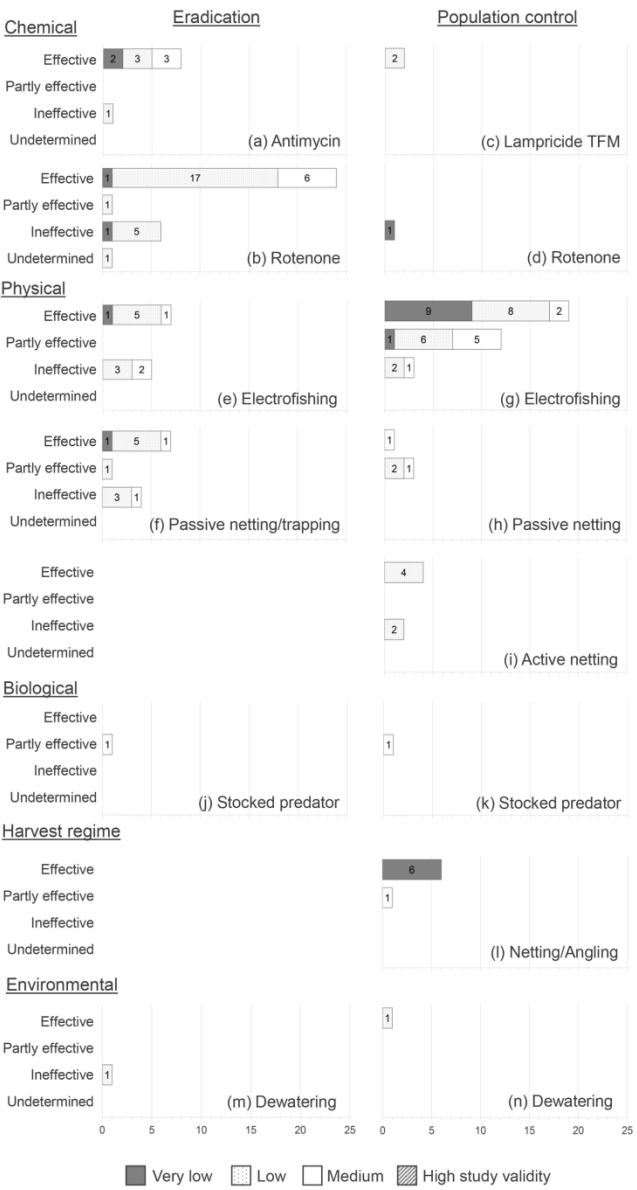 Eradication Population control
Chemical
Effective 2 3 3 2
Partly effective
Ineffective 1
Undetermined (a) Antimycin (c) Lampricide TFM
Effective 1 17 6
Partly effective 1
Ineffective 1 5 1
Undetermined 1 (b) Rotenone (d) Rotenone
Physical
Effective 1 5 1 9 8 2
Partly effective 1 6 5
Ineffective 3 2 2 1
Undetermined (e) Electrofishing (g) Electrofishing
Effective 1 5 1 1
Partly effective 1 2 1
Ineffective 3 1
Undetermined (f) Passive netting/trapping (h) Passive netting
Effective 4
Partly effective
Ineffective 2
Undetermined (i) Active netting
Biological
Effective
Partly effective 1 1
Ineffective
Undetermined (j) Stocked predator (k) Stocked predator
Harvest regime
Effective 6
Partly effective 1
Ineffective
Undetermined (l) Netting/Angling
Environmental
Effective 1
Partly effective
Ineffective 1
Undetermined (m) Dewatering (n) Dewatering
0 5 10 15 20 25 0 5 10 15 20 25
Very low Low Medium High study validity